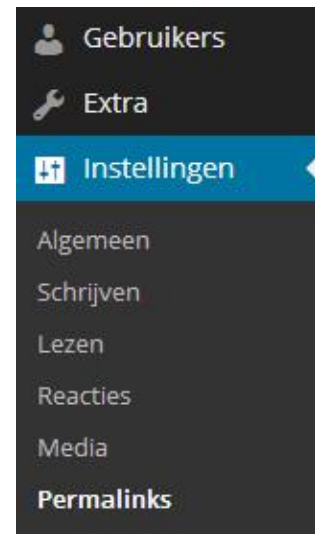 Gebruikers
Extra
Instellingen
Algemeen
Schrijven
Lezen
Reacties
Media
Permalinks